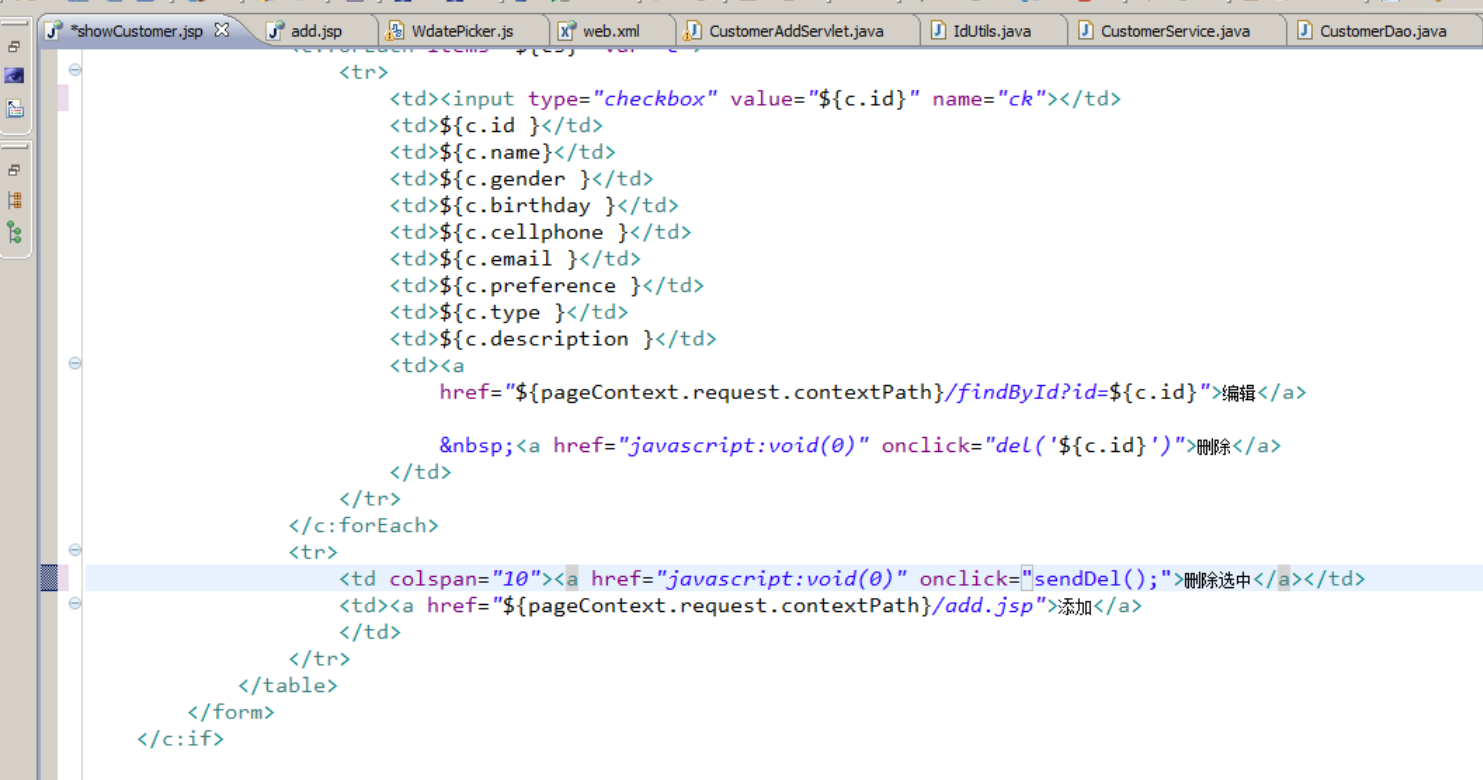 *showCustomer.jsp add.jsp WdatePicker.js web.xml CustomerAddServlet.java IdUtils.java CustomerService.java CustomerDao.java
<tr>
<td><input type="checkbox" value="${c.id}" name="ck"></td>
<td>${c.id }</td>
<td>${c.name}</td>
<td>${c.gender }</td>
<td>${c.birthday }</td>
<td>${c.cellphone }</td>
<td>${c.email }</td>
<td>${c.preference }</td>
<td>${c.type }</td>
<td>${c.description }</td>
<td><a
href="${pageContext.request.contextPath}/findById?id=${c.id}">编辑</a>
&nbsp;<a href="javascript:void(0)" onclick="del('${c.id}')">删除</a>
</td>
</tr>
</c:forEach>
<tr>
<td colspan="10"><a href="javascript:void(0)" onclick="sendDel();">删除选中</a></td>
<td><a href="${pageContext.request.contextPath}/add.jsp">添加</a>
</td>
</tr>
</table>
</form>
</c:if>